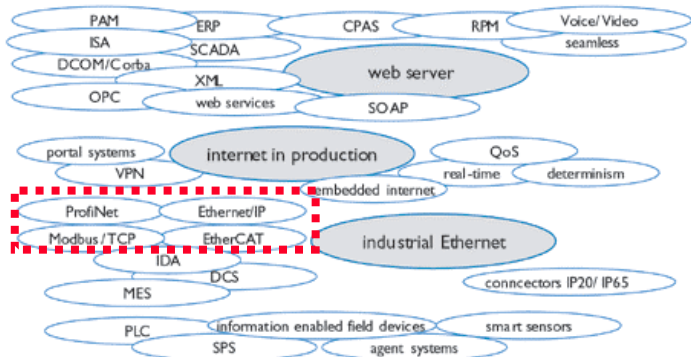 PAM
ERP
CPAS
RPM
Voice/Video
ISA
SCADA
seamless
DCOM/Corba
XML
web server
OPC
web services
SOAP
portal systems
internet in production
QoS
VPN
real-time
determinism
embedded internet
ProfiNet
Ethernet/IP
Modbus/TCP
EtherCAT
industrial Ethernet
IDA
DCS
MES
conncectors IP20/ IP65
PLC
information enabled field devices
smart sensors
SPS
agent systems